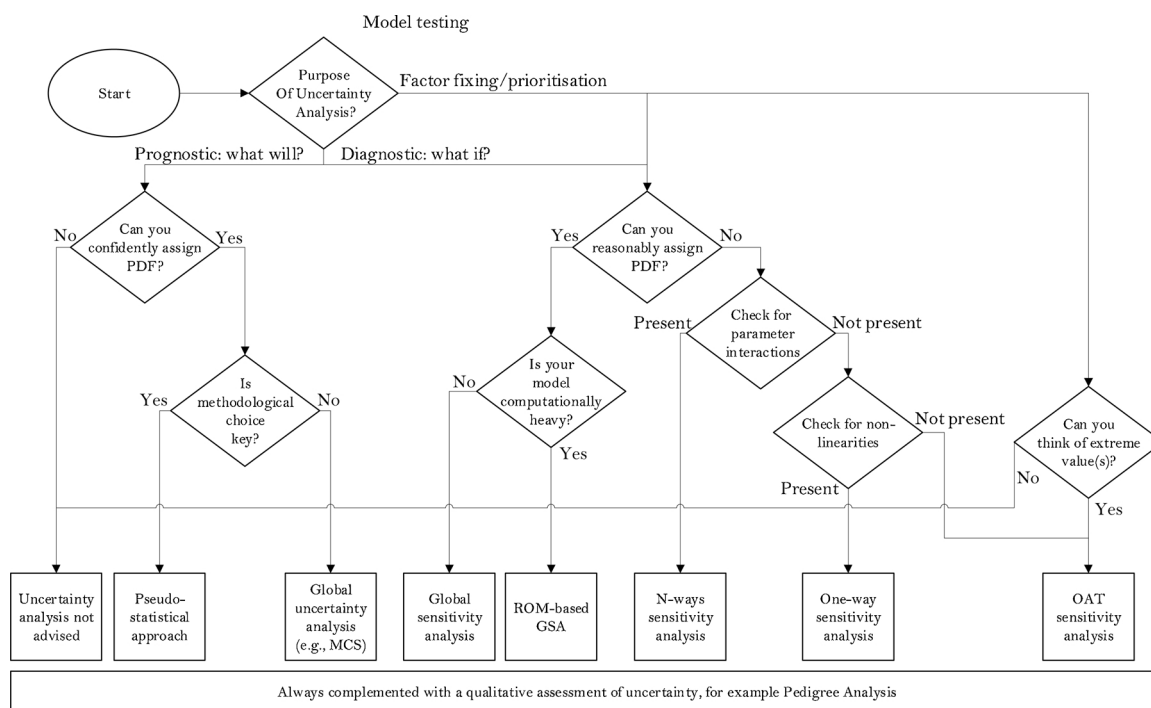 Model testing
Start
Purpose
Of Uncertainty
Analysis?
Factor fixing/prioritisation
Prognostic: what will?
Diagnostic: what if?
No
Can you
confidently assign
PDF?
Yes
Yes
Can you
reasonably assign
PDF?
No
Present
Check for
parameter
interactions
Not present
Yes
Is
methodological
choice
key?
No
No
Is your
model
computationally
heavy?
Yes
Check for non-
linearities
Not present
Present
Can you
think of extreme
value(s)?
No
Yes
Uncertainty
analysis not
advised
Pseudo-
statistical
approach
Global
uncertainty
analysis
(e.g., MCS)
Global
sensitivity
analysis
ROM-based
GSA
N-ways
sensitivity
analysis
One-way
sensitivity
analysis
OAT
sensitivity
analysis
Always complemented with a qualitative assessment of uncertainty, for example Pedigree Analysis